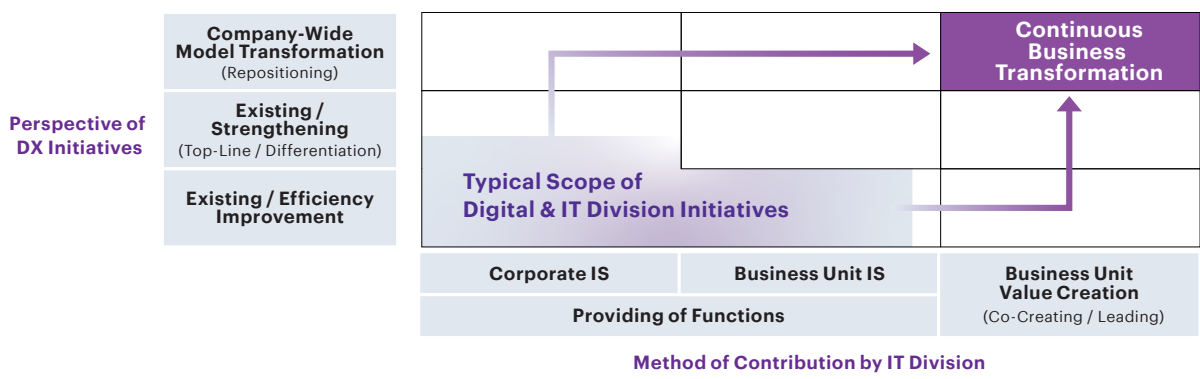 Perspective of
DX Initiatives
Company-Wide
Model Transformation
(Repositioning)
Existing /
Strengthening
(Top-Line / Differentiation)
Existing / Efficiency
Improvement
Continuous
Business
Transformation
Typical Scope of
Digital & IT Division Initiatives
Corporate IS
Business Unit IS
Providing of Functions
Business Unit
Value Creation
(Co-Creating / Leading)
Method of Contribution by IT Division